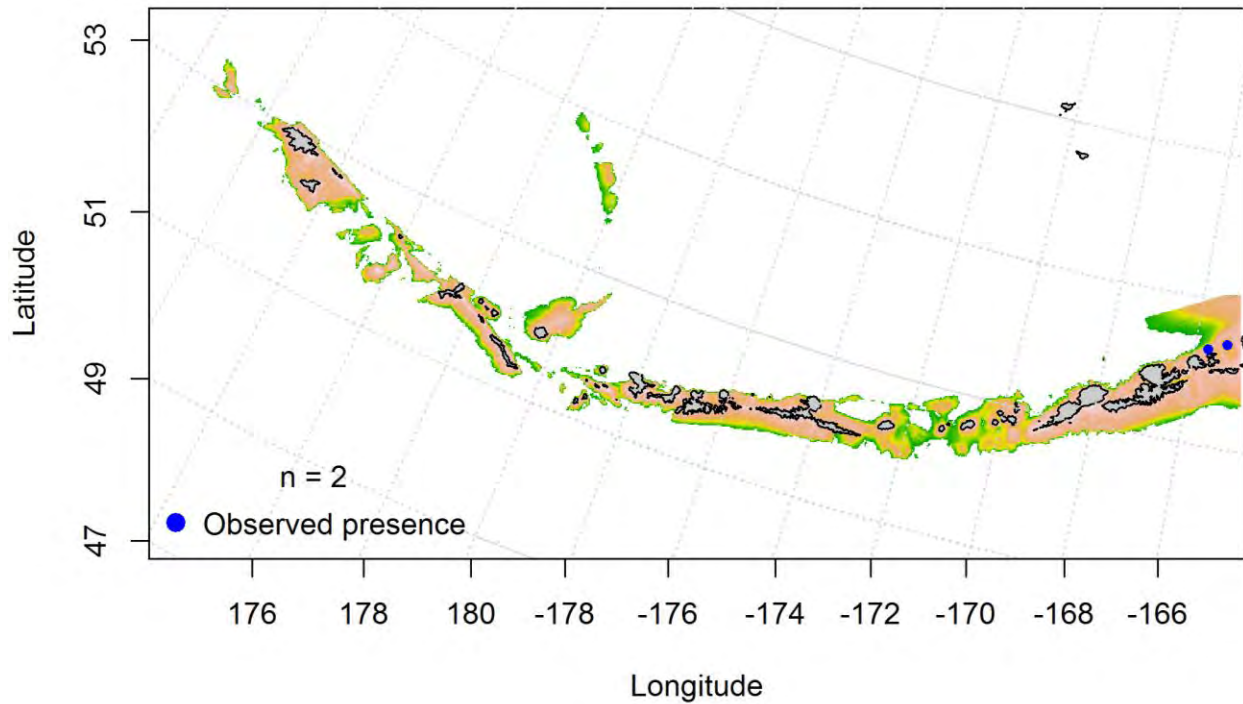 53
51
49
47
Latitude
n = 2
Observed presence
176 178 180 -178 -176 -174 -172 -170 -168 -166
Longitude